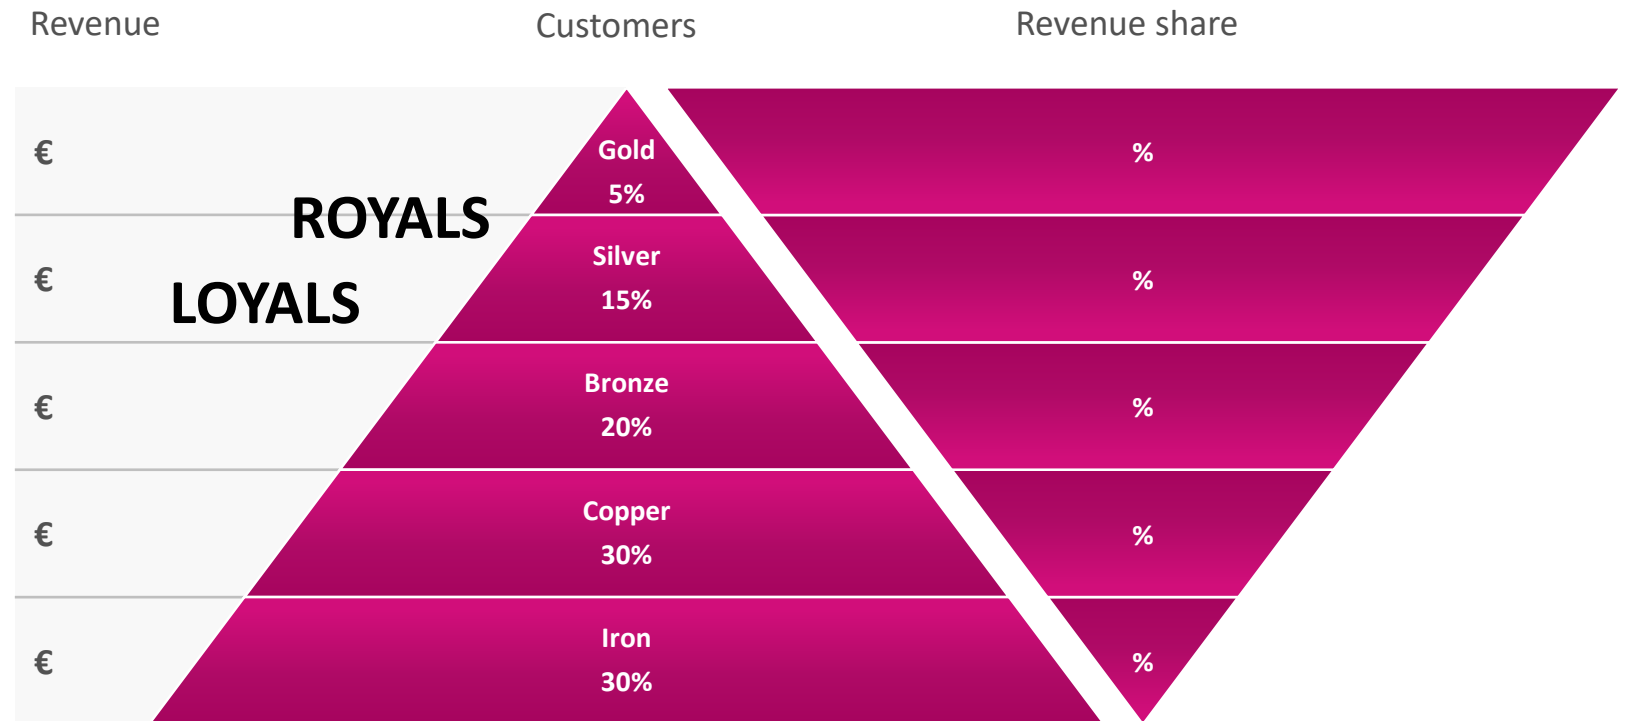 Revenue
Customers
Revenue share
€
Gold
5%
%
ROYALS
€
Silver
15%
%
LOYALS
€
Bronze
20%
%
€
Copper
30%
%
€
Iron
30%
%